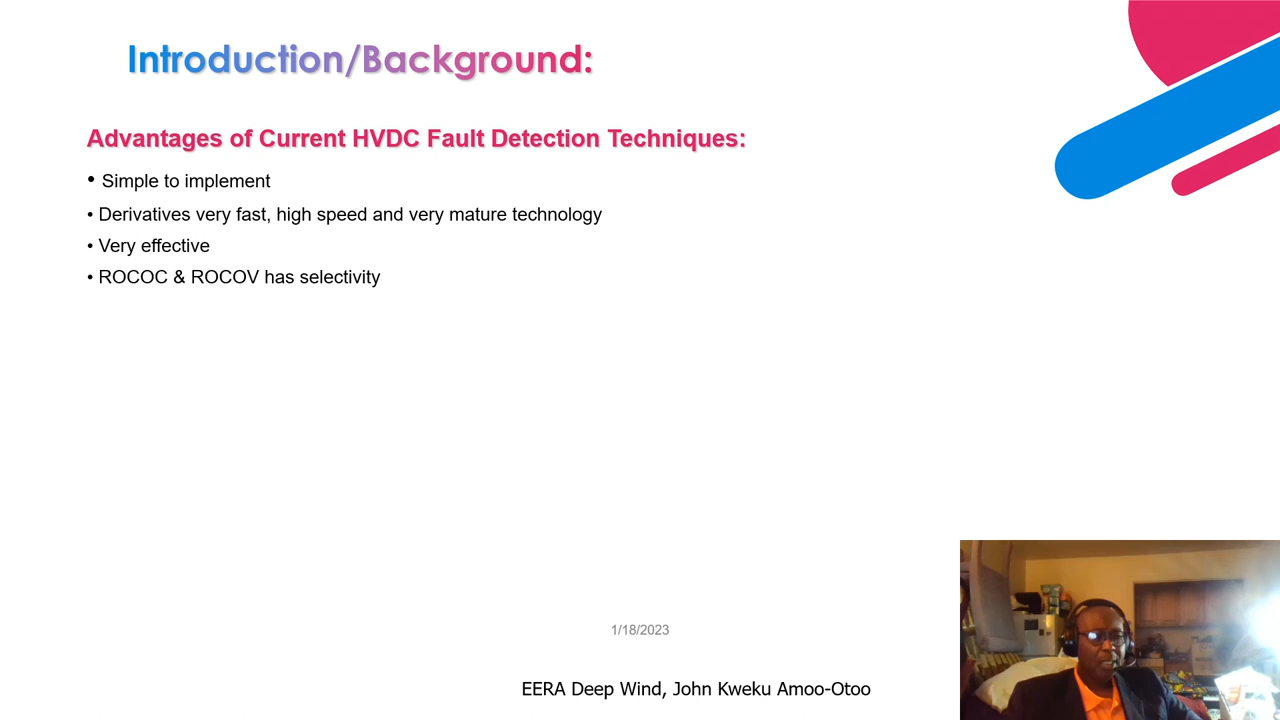 Introduction/Background:
Advantages of Current HVDC Fault Detection Techniques:
• Simple to implement
• Derivatives very fast, high speed and very mature technology
• Very effective
• ROCOC & ROCOV has selectivity
1/18/2023
EERA Deep Wind, John Kweku Amoo-Otoo